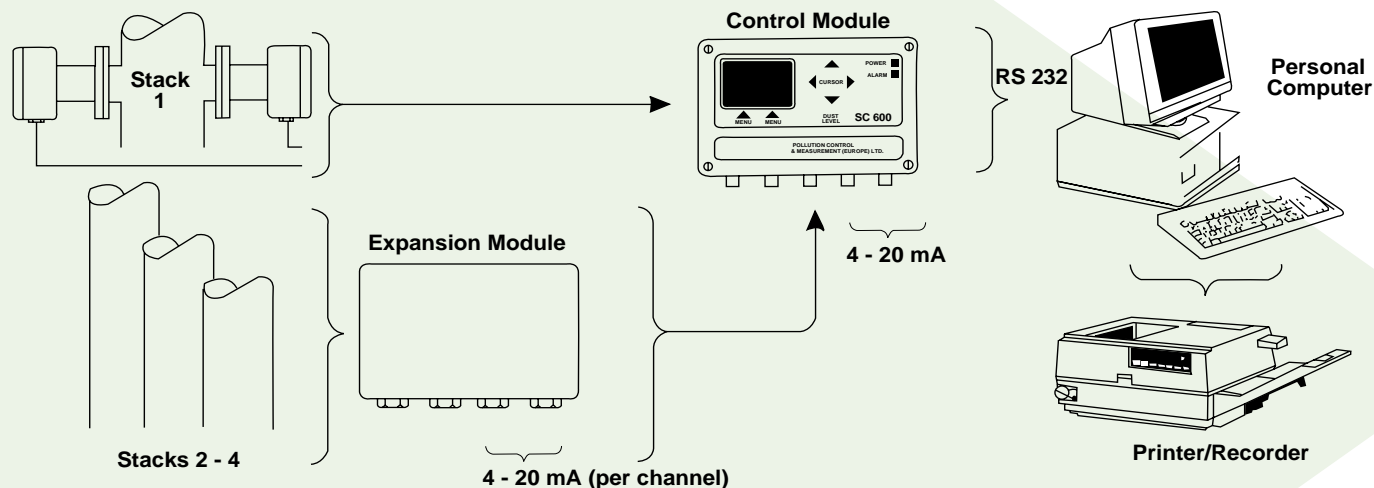 Control Module
Stack
1
POWER
ALARM
CURSOR
MENU MENU
DUST
LEVEL
SC 600
POLLUTION CONTROL
& MEASUREMENT (EUROPE) LTD.
RS 232
Personal
Computer
Expansion Module
4 - 20 mA
Stacks 2 - 4
4 - 20 mA (per channel)
Printer/Recorder